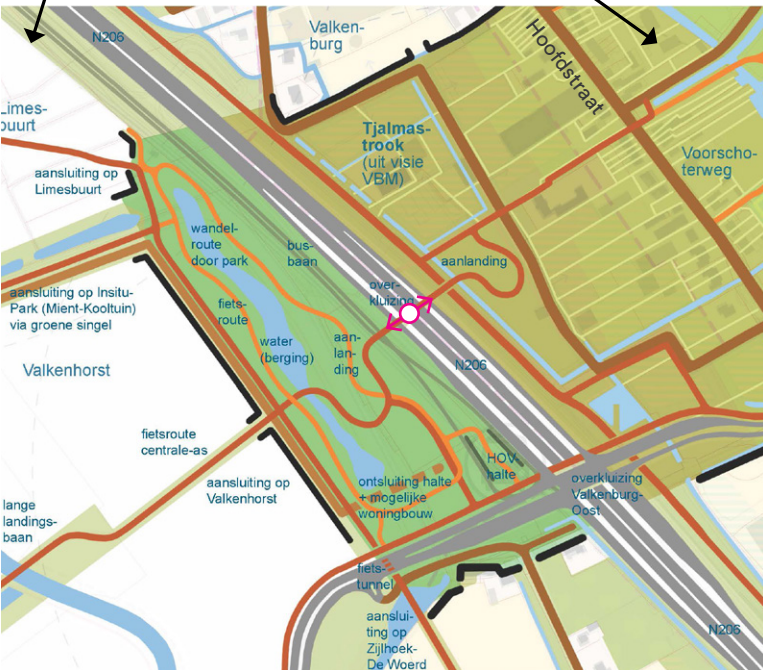 N206
Valken-
burg
Hoofdstraat
Limes-
buurt
Tjalmas-
trook
(uit visie
VBM)
Voorscho-
terweg
aansluiting op
Limesbuurt
wandel-
route
door park
bus-
baan
aanlanding
over-
kluizing
aansluiting op Insitu-
Park (Mient-Kooltuin)
via groene singel
fiets-
route
water
(berging)
aan-
lan-
ding
N206
Valkenhorst
fietsroute
centrale-as
HOV-
halte
aansluiting op
Valkenhorst
ontsluiting halte
+ mogelijke
woningbouw
overkluizing
Valkenburg-
Oost
lange
landings-
baan
fiets-
tunnel
aanslui-
ting op
Zijlhoek-
De Woerd
N206